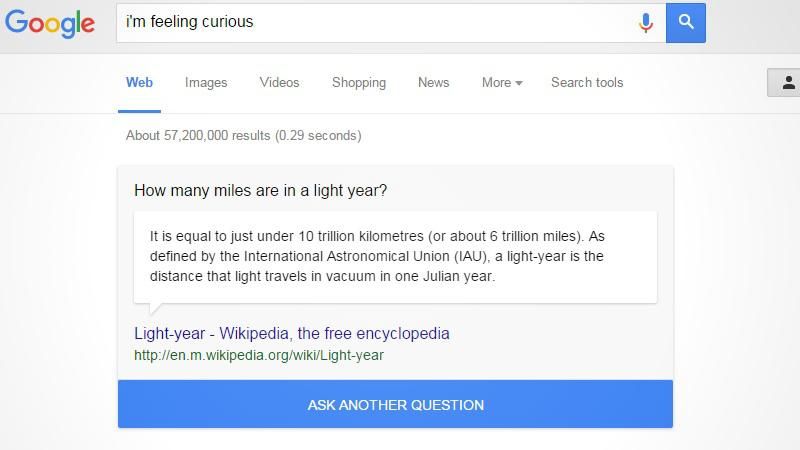 Google
i'm feeling curious
Web Images Videos Shopping News More Search tools
About 57,200,000 results (0.29 seconds)
How many miles are in a light year?
It is equal to just under 10 trillion kilometres (or about 6 trillion miles). As
defined by the International Astronomical Union (IAU), a light-year is the
distance that light travels in vacuum in one Julian year.
Light-year - Wikipedia, the free encyclopedia
http://en.m.wikipedia.org/wiki/Light-year
ASK ANOTHER QUESTION